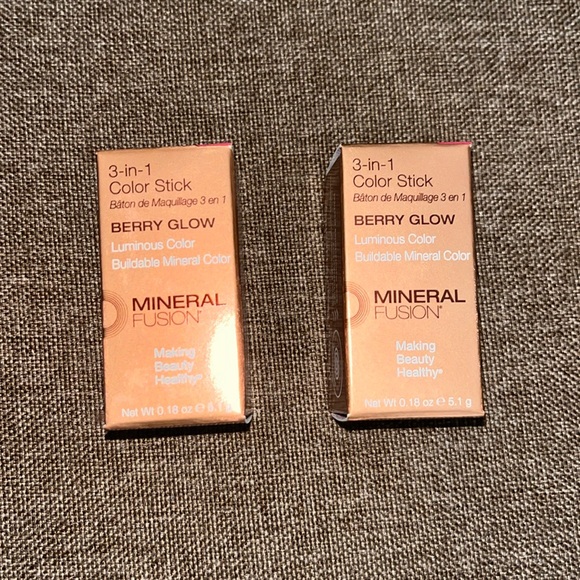 3-in-1
Color Stick
Bâton de Maquillage 3 en 1
BERRY GLOW
Luminous Color
Buildable Mineral Color
MINERAL
FUSION®
Making
Beauty
Healthy®
Net Wt 0.18 oz ℮ 5.1 g
3-in-1
Color Stick
Bâton de Maquillage 3 en 1
BERRY GLOW
Luminous Color
Buildable Mineral Color
MINERAL
FUSION®
Making
Beauty
Healthy®
Net Wt 0.18 oz ℮ 5.1 g